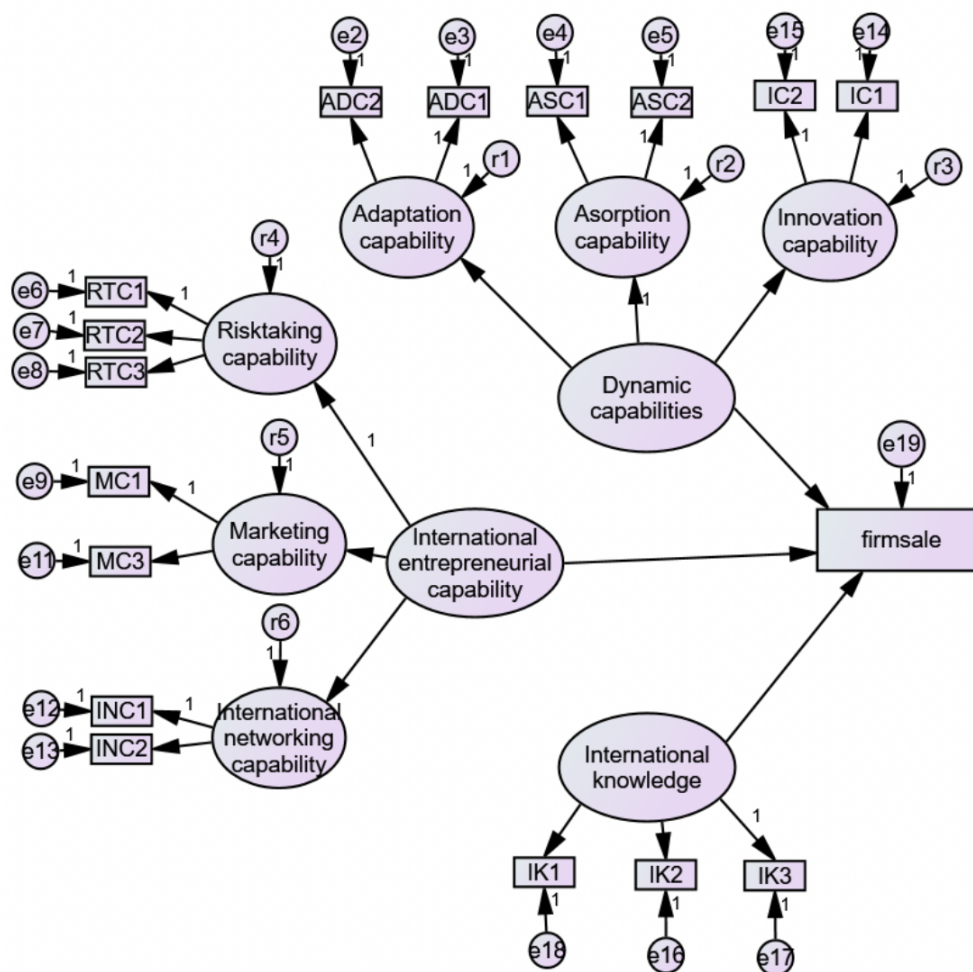 e2
e3
e4
e5
e15
e14
1
1
1
1
1
1
ADC2
ADC1
ASC1
ASC2
IC2
IC1
1
1
1
r1
1
r2
1
r3
1
Adaptation
capability
Asorption
capability
Innovation
capability
r4
1
e6
1
RTC1
1
e7
1
RTC2
e8
1
RTC3
Risktaking
capability
1
Dynamic
capabilities
1
r5
1
e9
1
MC1
1
e11
1
MC3
Marketing
capability
International
entrepreneurial
capability
e19
1
firmsale
r6
1
e12
1
INC1
1
e13
1
INC2
International
networking
capability
International
knowledge
1
IK1
IK2
IK3
1
1
1
e18
e16
e17